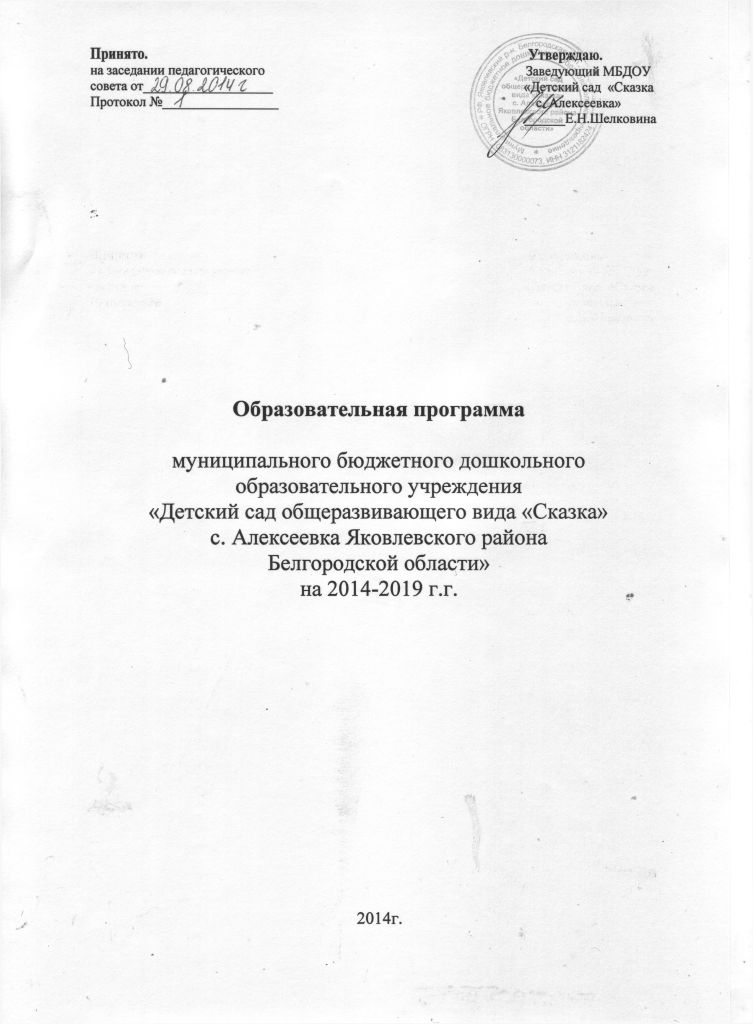 Принято.
на заседании педагогического
совета от 29.08.2014 г
Протокол № 1
Утверждаю.
Заведующий МБДОУ
«Детский сад «Сказка
с. Алексеевка»
Е.Н.Шелковина
Образовательная программа
муниципального бюджетного дошкольного
образовательного учреждения
«Детский сад общеразвивающего вида «Сказка»
с. Алексеевка Яковлевского района
Белгородской области»
на 2014-2019 г.г.
2014г.